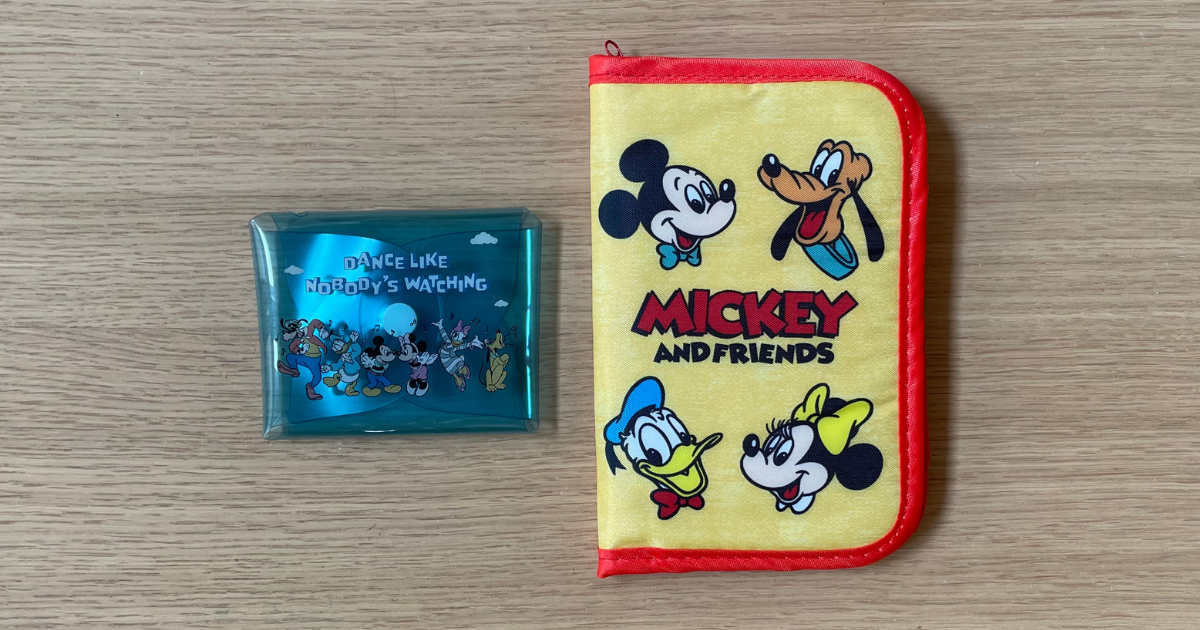 DANCE LIKE
NOBODY'S WATCHING
MICKEY
AND FRIENDS